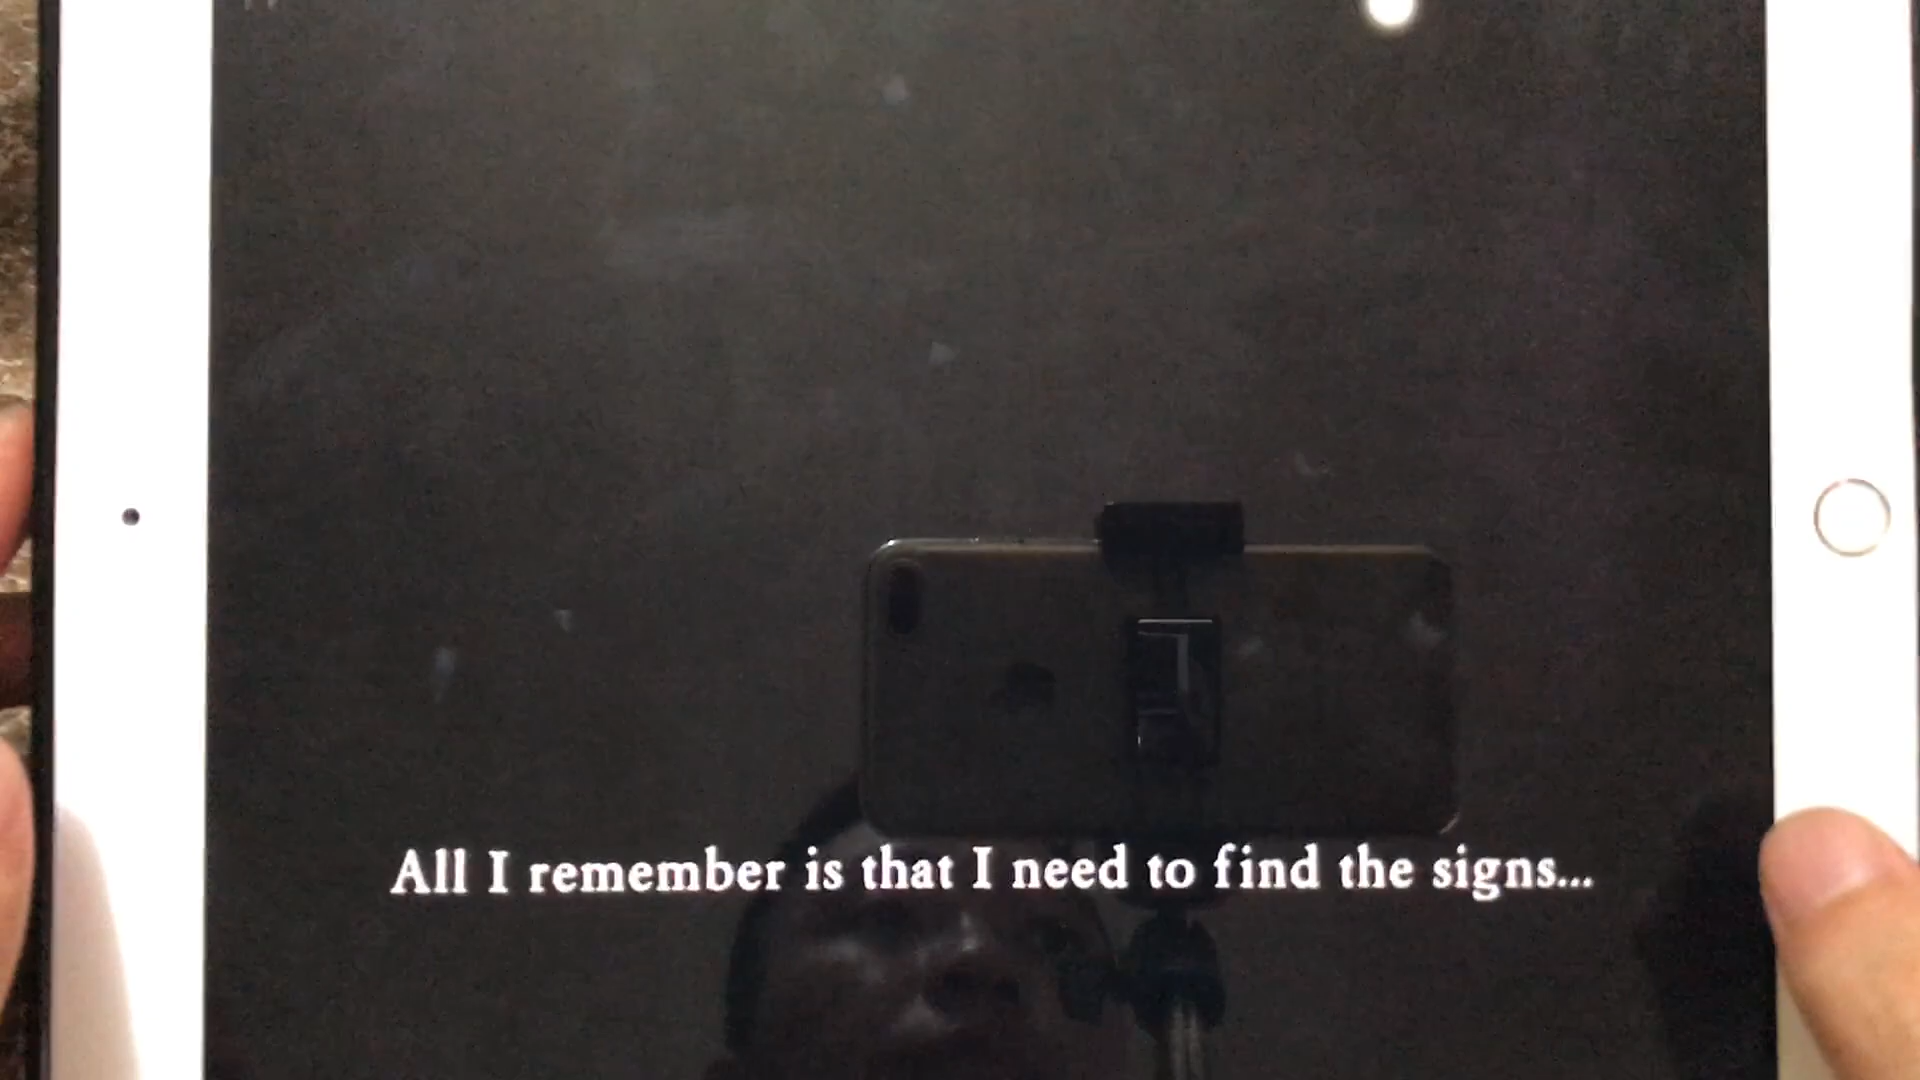 All I remember is that I need to find the signs...